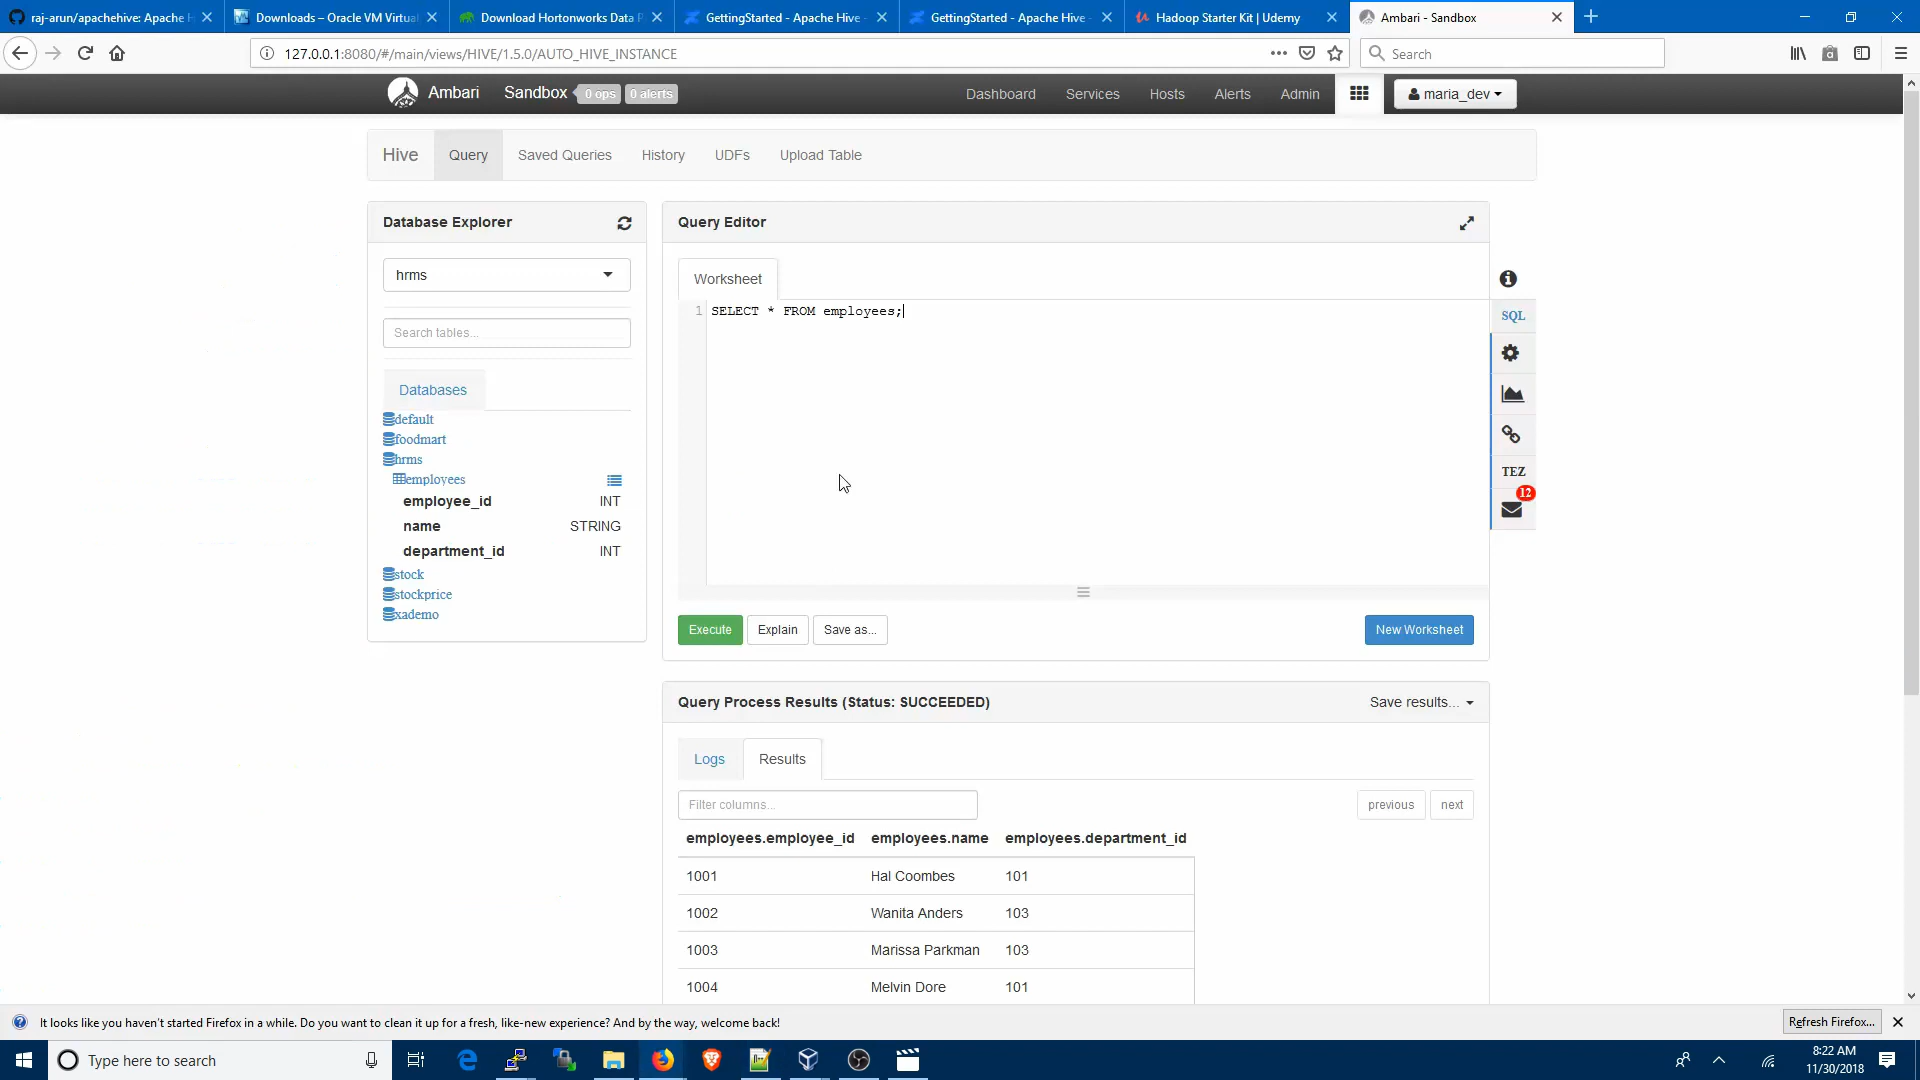 raj-arun/apachehive: Apache H
Downloads – Oracle VM Virtual
Download Hortonworks Data P
GettingStarted - Apache Hive -
GettingStarted - Apache Hive -
Hadoop Starter Kit | Udemy
Ambari - Sandbox
127.0.0.1:8080/#/main/views/HIVE/1.5.0/AUTO_HIVE_INSTANCE
Search
Ambari
Sandbox
0 ops
0 alerts
Dashboard
Services
Hosts
Alerts
Admin
maria_dev
Hive
Query
Saved Queries
History
UDFs
Upload Table
Database Explorer
hrms
Search tables...
Databases
default
foodmart
hrms
employees
employee_id INT
name STRING
department_id INT
stock
stockprice
xademo
Query Editor
Worksheet
1 SELECT * FROM employees;
SQL
TEZ
12
Execute
Explain
Save as...
New Worksheet
Query Process Results (Status: SUCCEEDED)
Save results...
Logs
Results
Filter columns...
previous
next
employees.employee_id employees.name employees.department_id
1001 Hal Coombes 101
1002 Wanita Anders 103
1003 Marissa Parkman 103
1004 Melvin Dore 101
It looks like you haven't started Firefox in a while. Do you want to clean it up for a fresh, like-new experience? And by the way, welcome back!
Refresh Firefox...
Type here to search
8:22 AM
11/30/2018